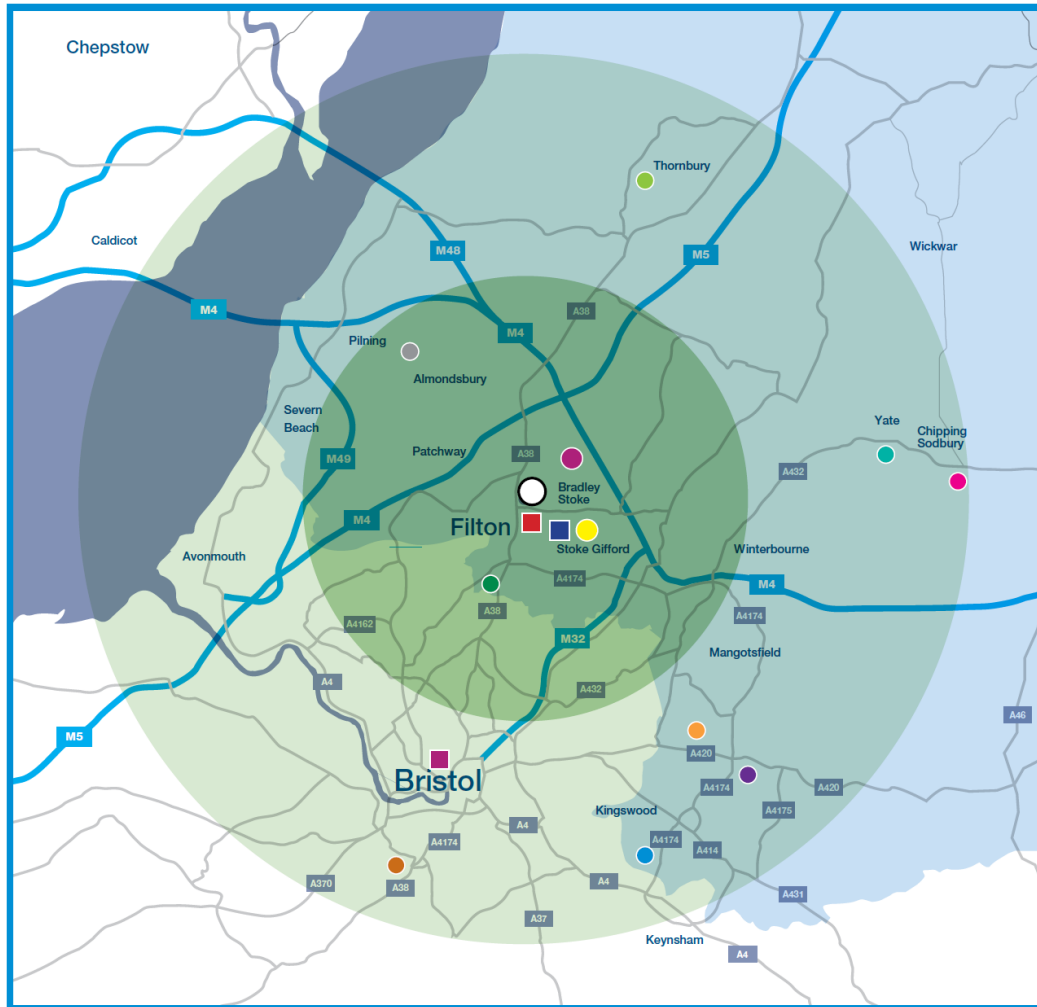 Chepstow
Thornbury
Caldicot
Wickwar
M48
M5
M4
A38
M4
Pilning
Almondsbury
Severn
Beach
Yate
Chipping
Sodbury
Patchway
A38
M49
A432
Bradley
Stoke
M4
Filton
Stoke Gifford
Winterbourne
Avonmouth
A4174
M4
A38
A4162
A4174
M32
Mangotsfield
A4
A432
A46
M5
A420
Bristol
A4174
A420
Kingswood
A4175
A4
A4174
A4174
A414
A370
A38
A4
A431
A37
Keynsham
A4